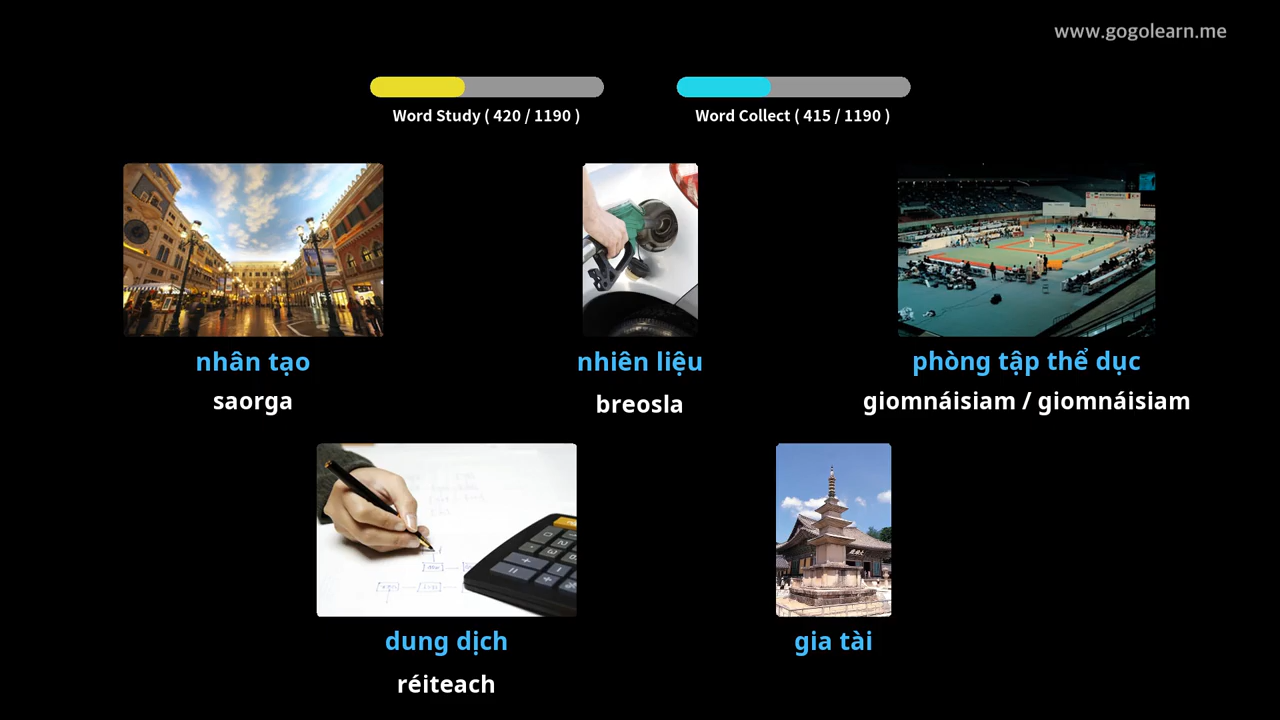 www.gogolearn.me
Word Study ( 420 / 1190 )
Word Collect ( 415 / 1190 )
nhân tạo
saorga
nhiên liệu
breosla
phòng tập thể dục
giomnáisiam / giomnáisiam
dung dịch
réiteach
gia tài